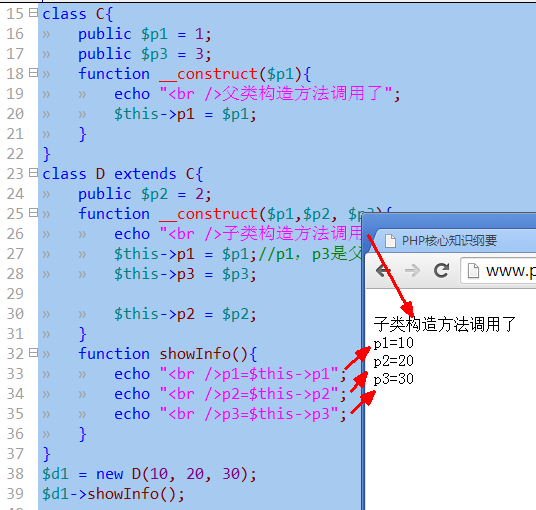 15 class C{
16 public $p1 = 1;
17 public $p3 = 3;
18 function __construct($p1){
19 echo "<br />父类构造方法调用了";
20 $this->p1 = $p1;
21 }
22 }
23 class D extends C{
24 public $p2 = 2;
25 function __construct($p1,$p2, $p3){
26 echo "<br />子类构造方法调用
27 $this->p1 = $p1;//p1，p3是父
28 $this->p3 = $p3;
29
30 $this->p2 = $p2;
31 }
32 function showInfo(){
33 echo "<br />p1=$this->p1";
34 echo "<br />p2=$this->p2";
35 echo "<br />p3=$this->p3";
36 }
37 }
38 $d1 = new D(10, 20, 30);
39 $d1->showInfo();
PHP核心知识纲要
www.p
子类构造方法调用了
p1=10
p2=20
p3=30